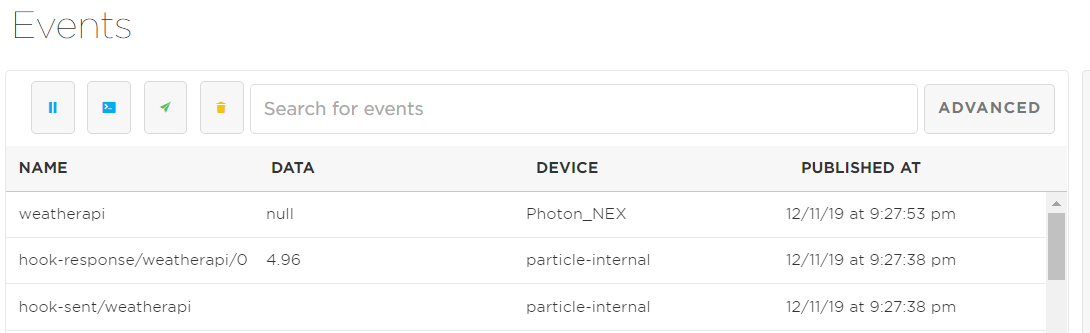 Events
Search for events
ADVANCED
NAME DATA DEVICE PUBLISHED AT
weatherapi null Photon_NEX 12/11/19 at 9:27:53 pm
hook-response/weatherapi/0 4.96 particle-internal 12/11/19 at 9:27:38 pm
hook-sent/weatherapi particle-internal 12/11/19 at 9:27:38 pm